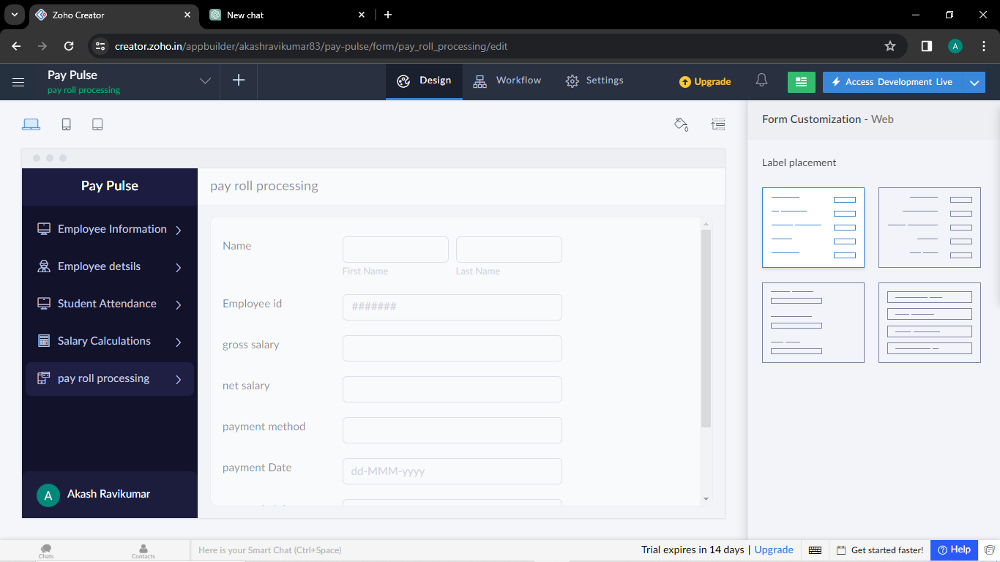 Zoho Creator
New chat
creator.zoho.in/appbuilder/akashravikumar83/pay-pulse/form/pay_roll_processing/edit
A
Pay Pulse
pay roll processing
Design
Workflow
Settings
Upgrade
Access Development Live
Form Customization - Web
Label placement
Pay Pulse
Employee Information
Employee detsils
Student Attendance
Salary Calculations
pay roll processing
A
Akash Ravikumar
pay roll processing
Name
First Name
Last Name
Employee id
#######
gross salary
net salary
payment method
payment Date
dd-MMM-yyyy
Chats
Contacts
Here is your Smart Chat (Ctrl+Space)
Trial expires in 14 days | Upgrade
Get started faster!
Help